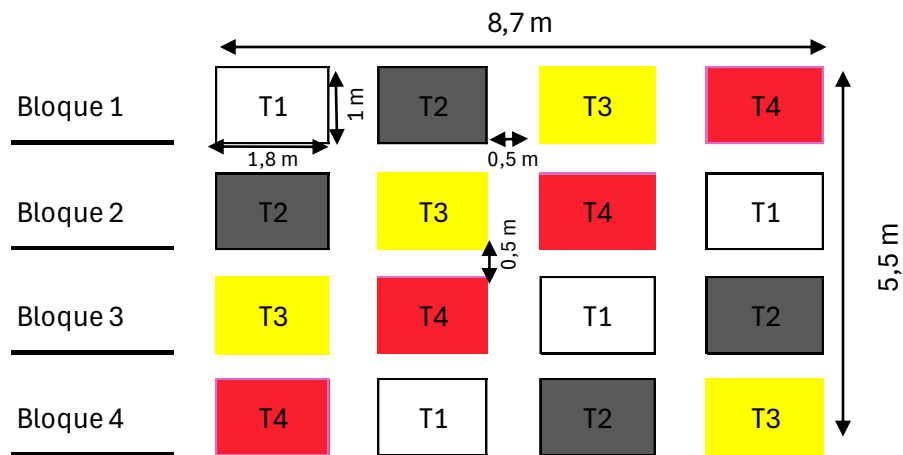 8,7 m
Bloque 1 T1 T2 T3 T4
1 m
1,8 m
0,5 m
Bloque 2 T2 T3 T4 T1
0,5 m
5,5 m
Bloque 3 T3 T4 T1 T2
Bloque 4 T4 T1 T2 T3